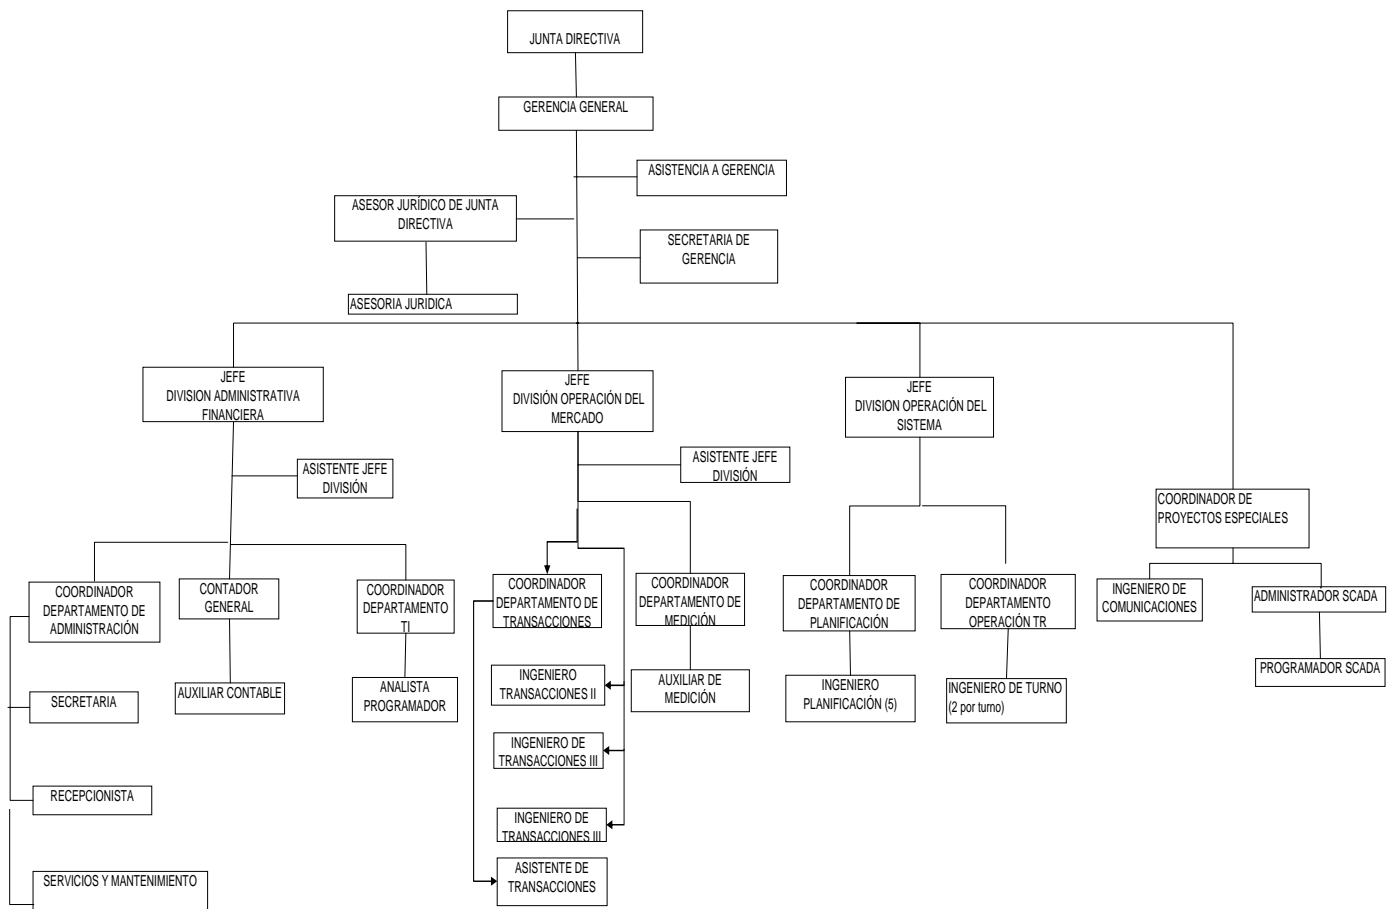 JUNTA DIRECTIVA
GERENCIA GENERAL
ASISTENCIA A GERENCIA
ASESOR JURÍDICO DE JUNTA
DIRECTIVA
SECRETARIA DE
GERENCIA
ASESORIA JURIDICA
JEFE
DIVISION ADMINISTRATIVA
FINANCIERA
JEFE
DIVISIÓN OPERACIÓN DEL
MERCADO
JEFE
DIVISION OPERACIÓN DEL
SISTEMA
ASISTENTE JEFE
DIVISIÓN
ASISTENTE JEFE
DIVISIÓN
COORDINADOR DE
PROYECTOS ESPECIALES
COORDINADOR
DEPARTAMENTO DE
ADMINISTRACIÓN
CONTADOR
GENERAL
COORDINADOR
DEPARTAMENTO
TI
COORDINADOR
DEPARTAMENTO DE
TRANSACCIONES
COORDINADOR
DEPARTAMENTO DE
MEDICIÓN
COORDINADOR
DEPARTAMENTO DE
PLANIFICACIÓN
COORDINADOR
DEPARTAMENTO
OPERACIÓN TR
INGENIERO DE
COMUNICACIONES
ADMINISTRADOR SCADA
SECRETARIA
AUXILIAR CONTABLE
ANALISTA
PROGRAMADOR
INGENIERO
TRANSACCIONES II
AUXILIAR DE
MEDICIÓN
INGENIERO
PLANIFICACIÓN (5)
INGENIERO DE TURNO
(2 por turno)
PROGRAMADOR SCADA
INGENIERO DE
TRANSACCIONES III
RECEPCIONISTA
INGENIERO DE
TRANSACCIONES III
SERVICIOS Y MANTENIMIENTO
ASISTENTE DE
TRANSACCIONES